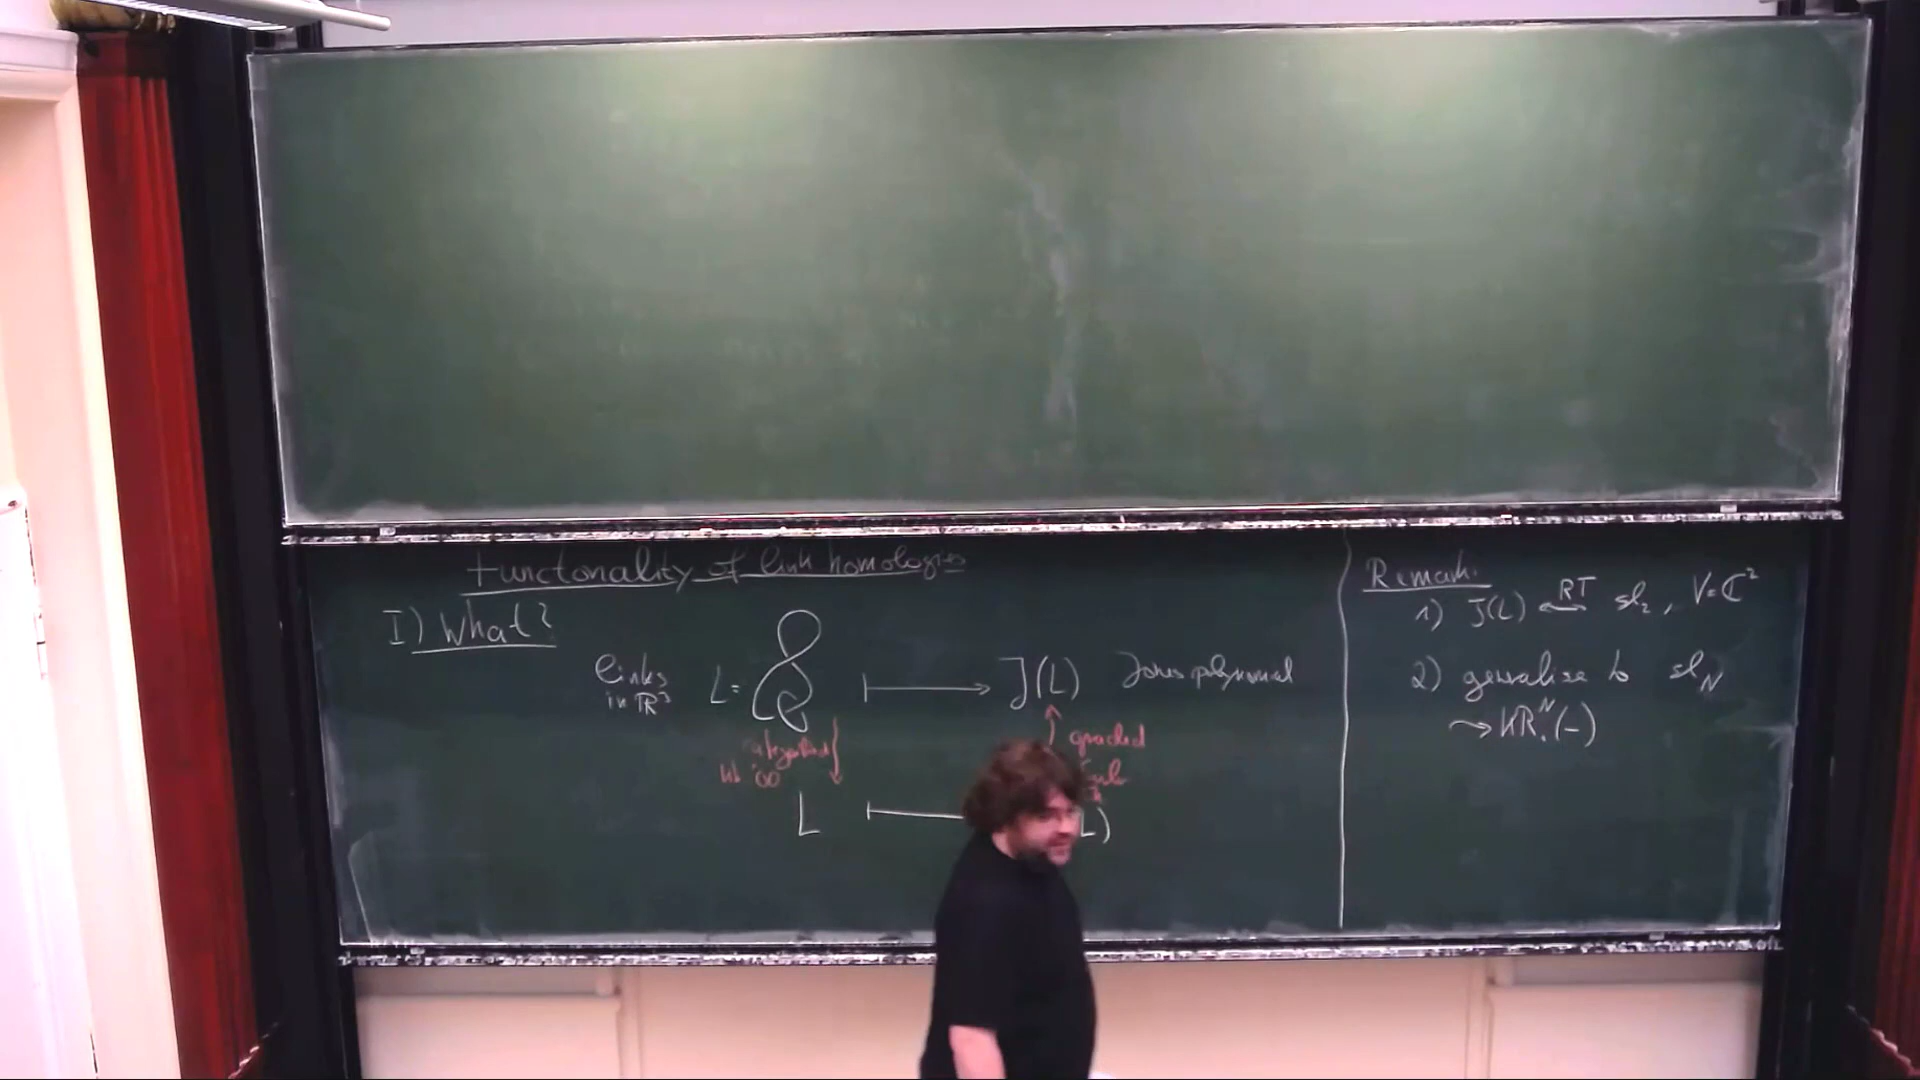 Functoriality of link homologies
I) What?
links in ℝ³ L = ⟼ J(L) Jones polynomial
categorified graded
L ⟼ L)
Remark:
1) J(L) ⟵ RT sl₂, V=ℂ²
2) generalise to sl_N
⇝ KR^N.(-)